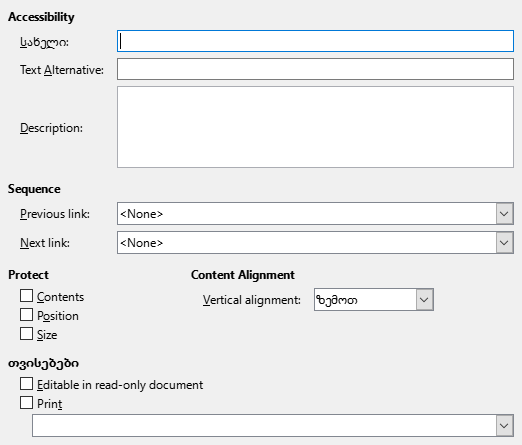 Accessibility
სახელი:
Text Alternative:
Description:
Sequence
Previous link: <None>
Next link: <None>
Protect Content Alignment
Contents Vertical alignment: ზემოთ
Position
Size
თვისებები
Editable in read-only document
Print